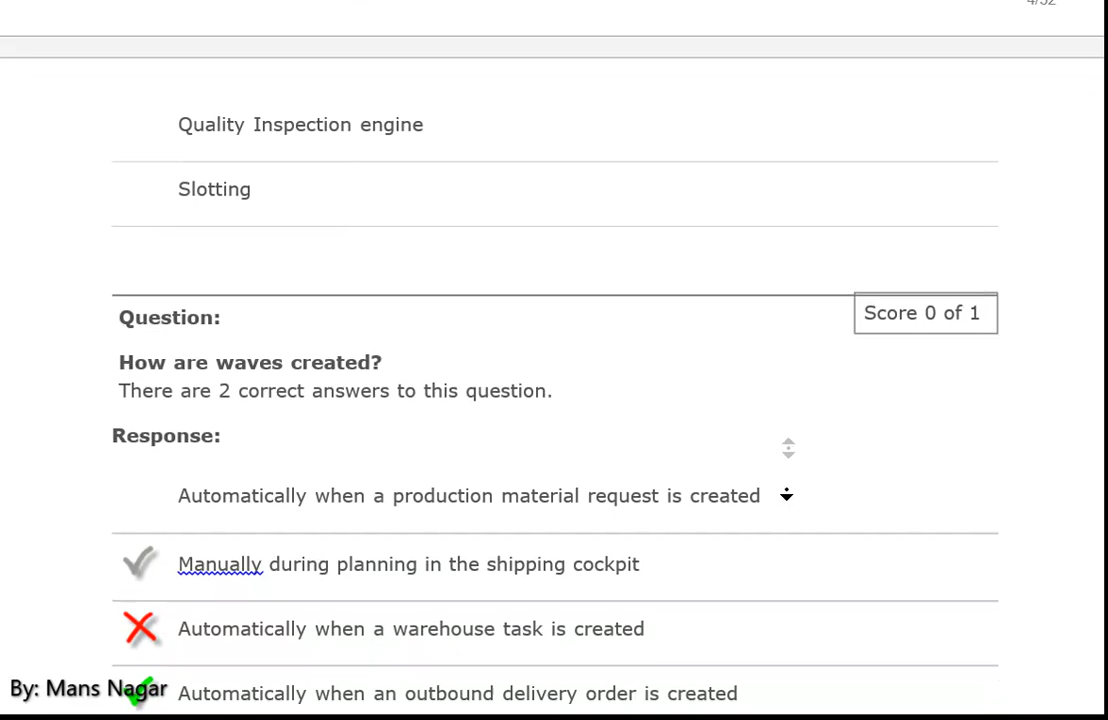 4/52
Quality Inspection engine
Slotting
Question:
Score 0 of 1
How are waves created?
There are 2 correct answers to this question.
Response:
Automatically when a production material request is created
Manually during planning in the shipping cockpit
Automatically when a warehouse task is created
By: Mans Nagar
Automatically when an outbound delivery order is created